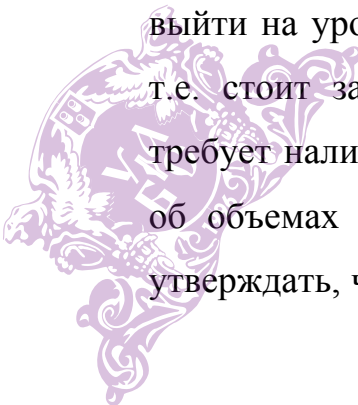 выйти на уро
т.е. стоит за
требует нали
об объемах
утверждать, ч